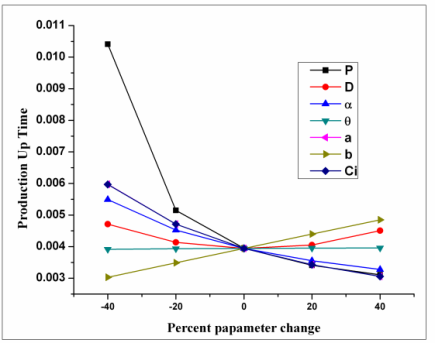 0.011
0.010
0.009
0.008
0.007
0.006
0.005
0.004
0.003
Production Up Time
P
D
α
θ
a
b
Ci
-40
-20
0
20
40
Percent papameter change